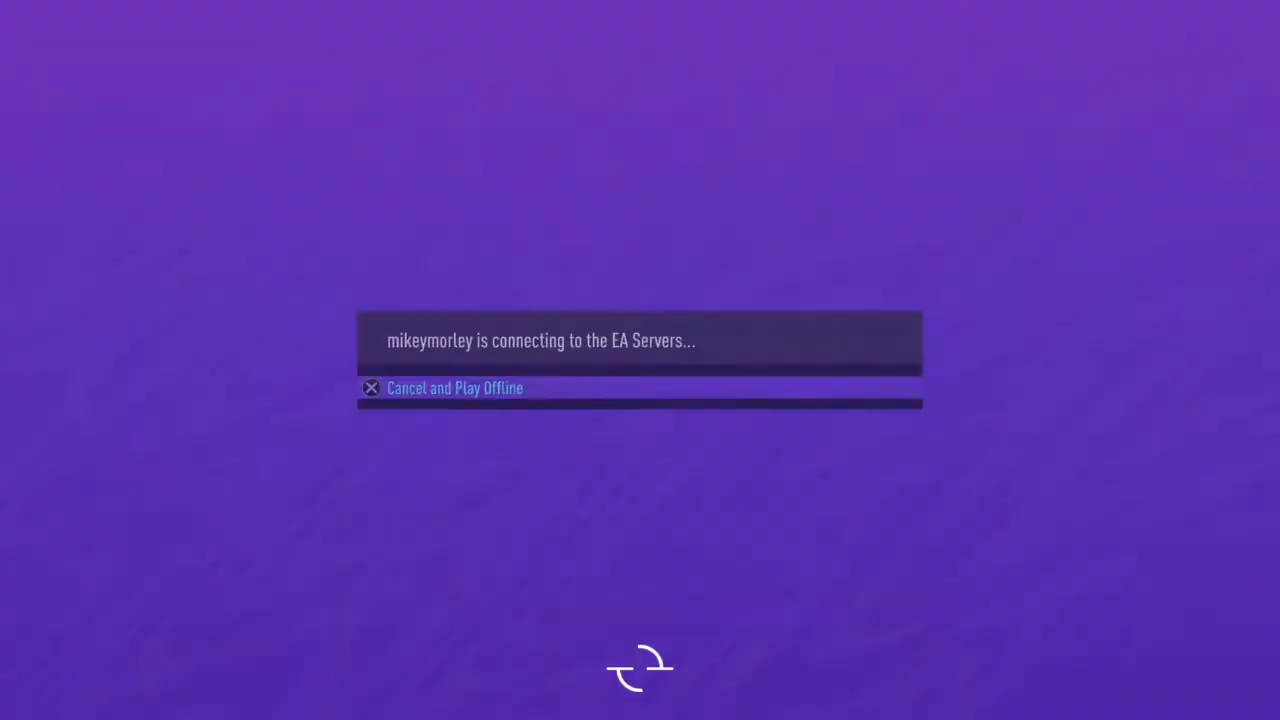 mikeymorley is connecting to the EA Servers...
Cancel and Play Offline